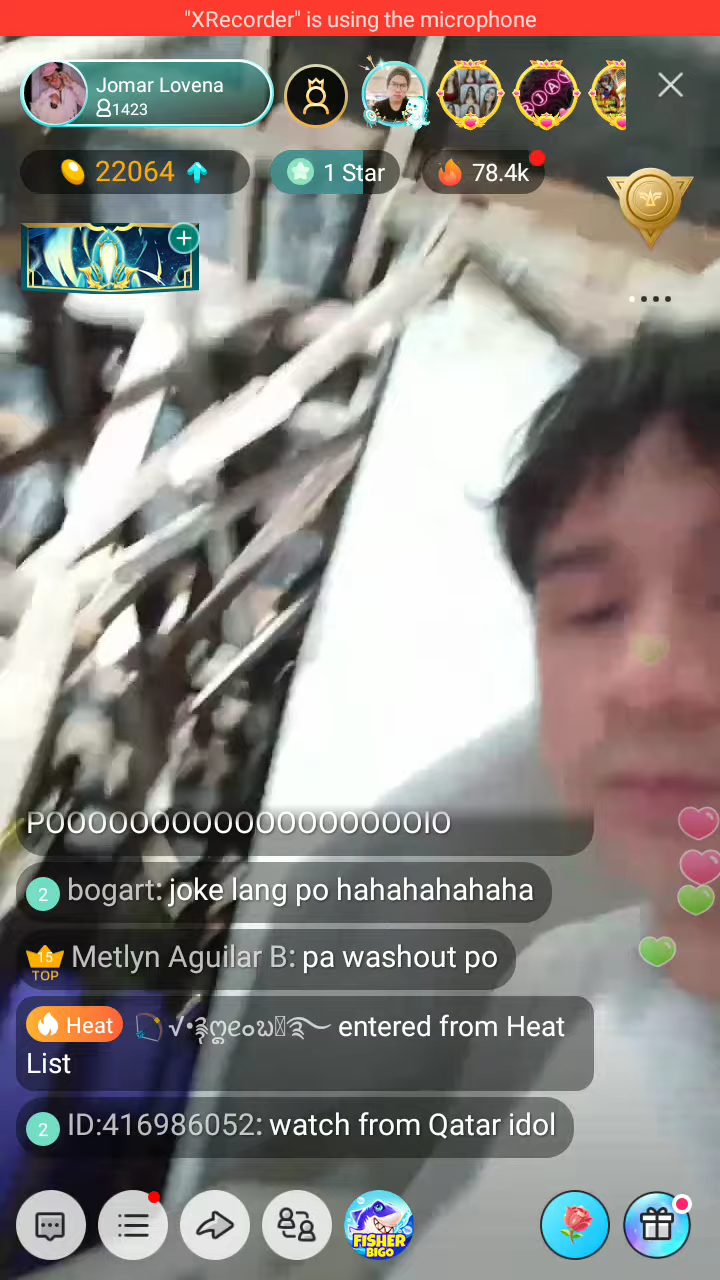 "XRecorder" is using the microphone
Jomar Lovena
1423
22064
1 Star
78.4k
POOOOOOOOOOOOOOOOOOOIO
2 bogart: joke lang po hahahahahaha
15 TOP Metlyn Aguilar B: pa washout po
Heat entered from Heat
List
2 ID:416986052: watch from Qatar idol
FISHER
BIGO